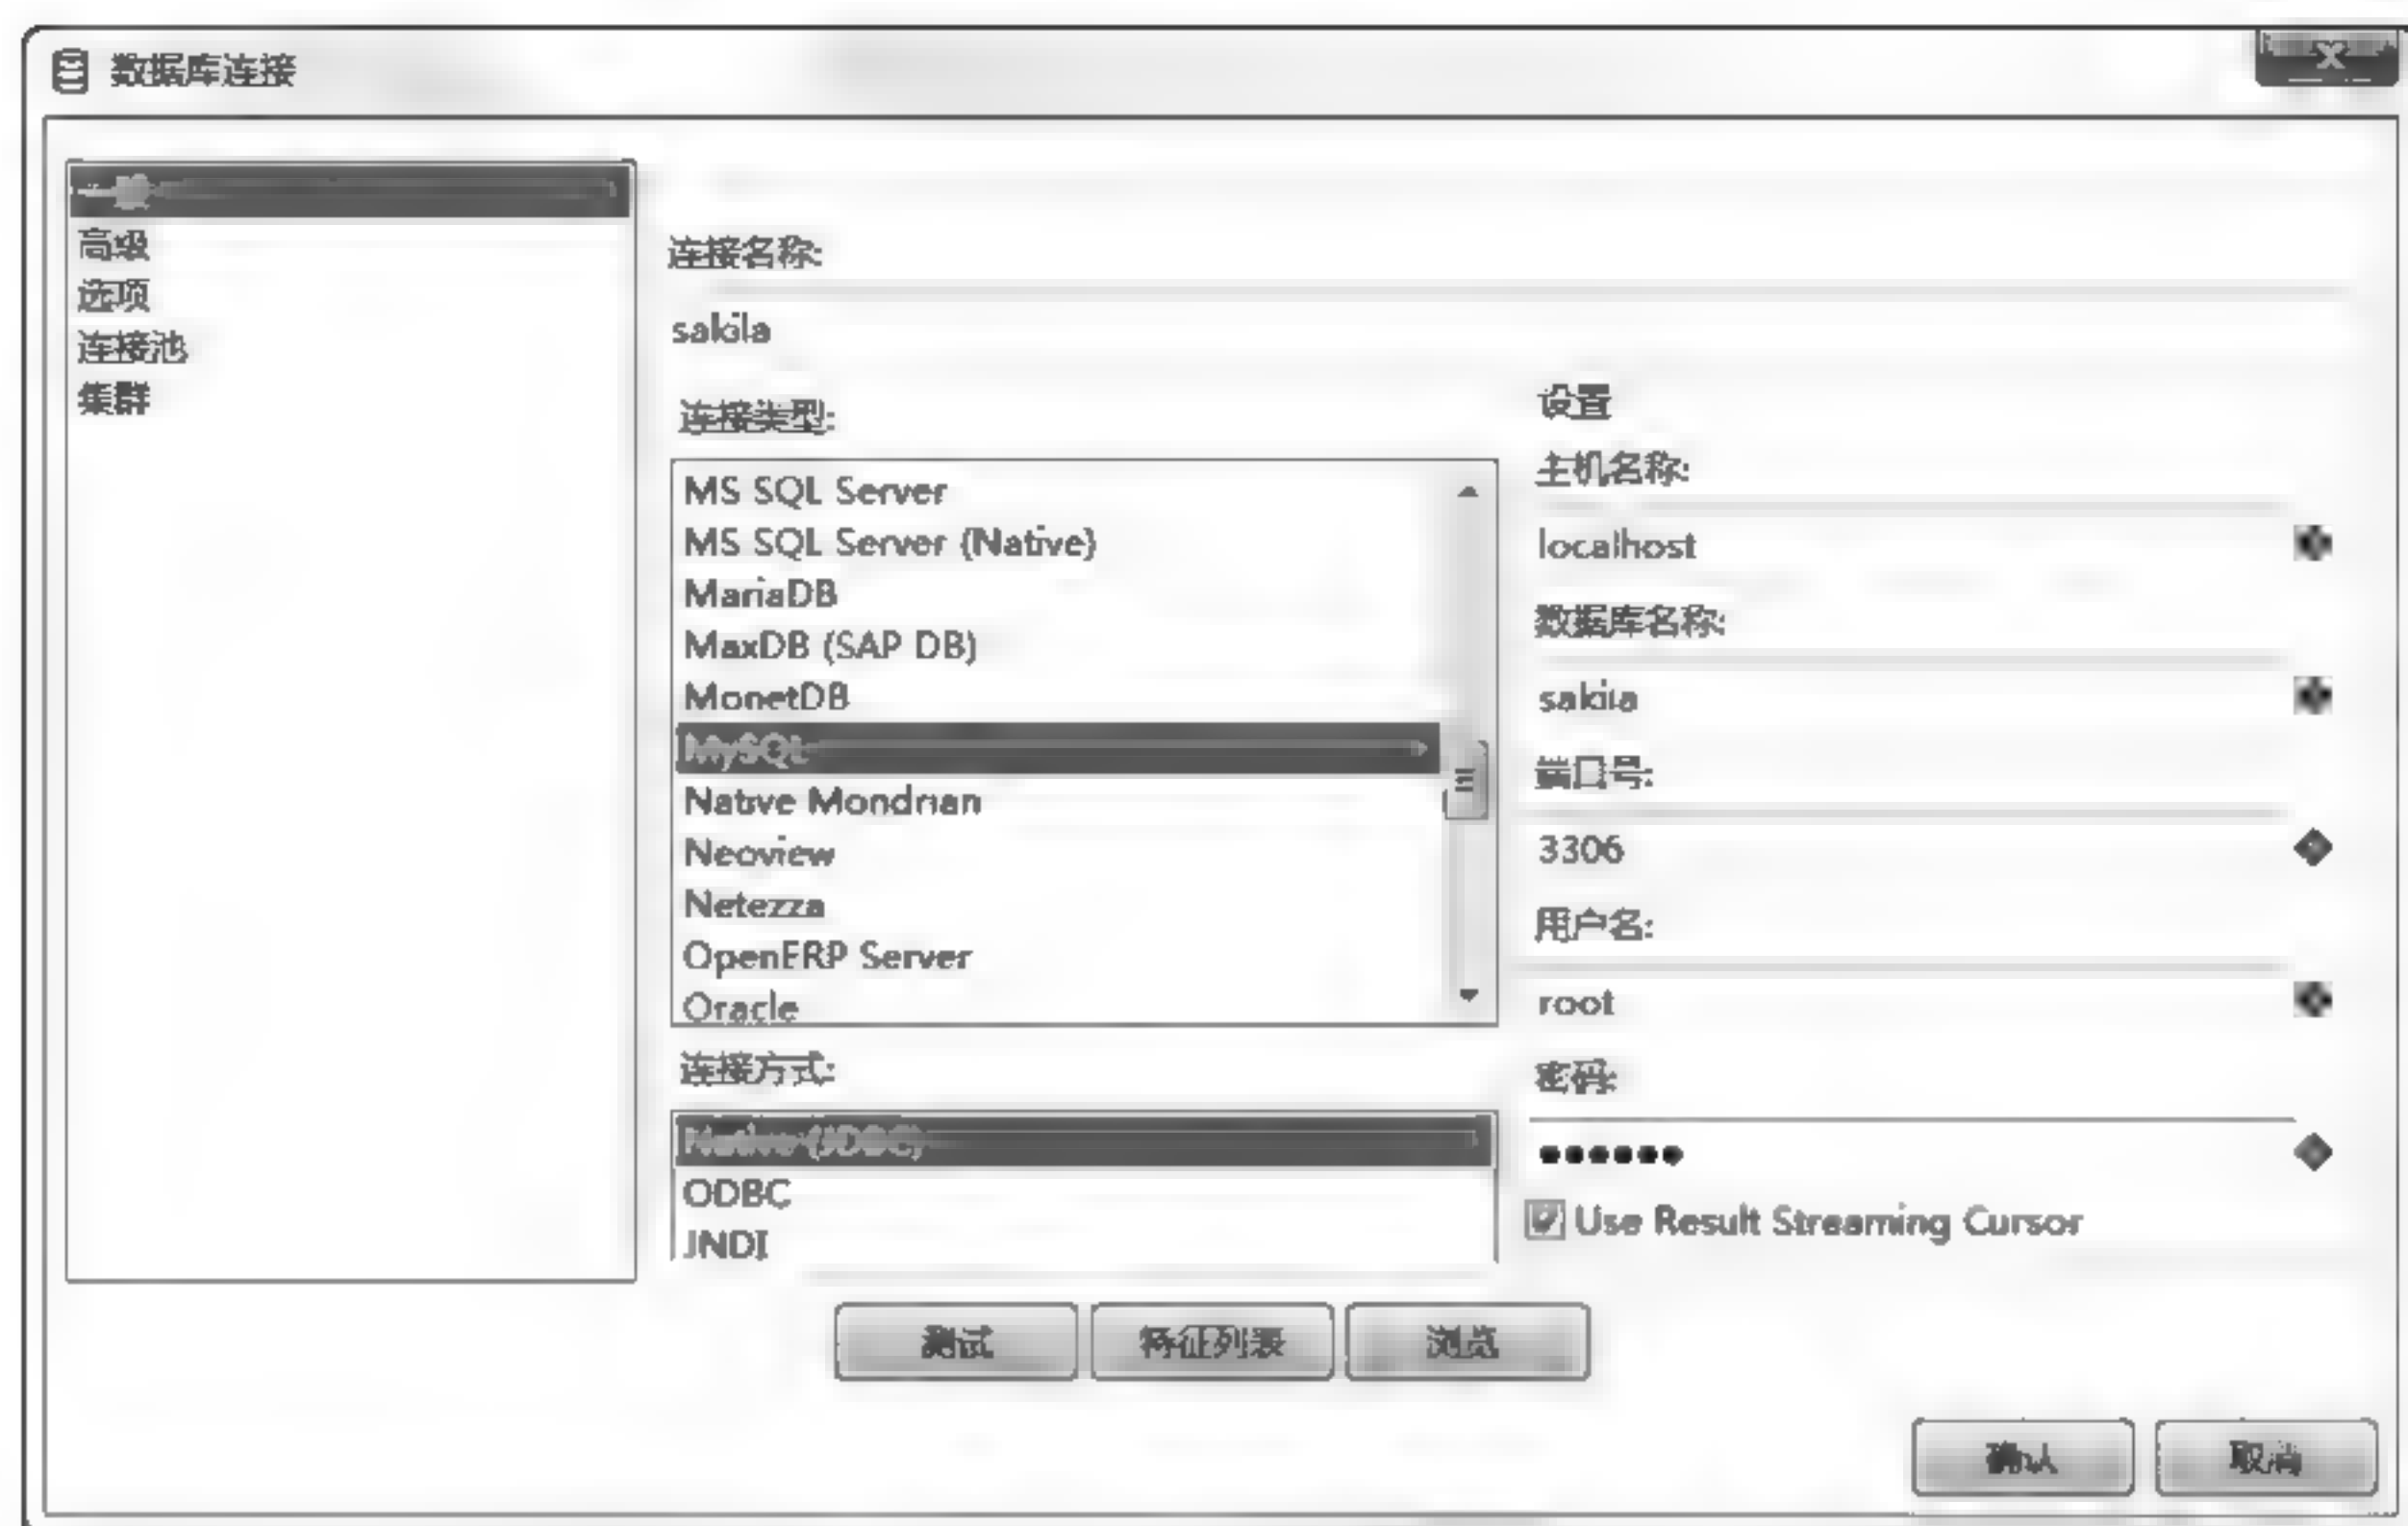 数据库连接
一般
高级
选项
连接池
集群
连接名称:
sakila
连接类型:
MS SQL Server
MS SQL Server (Native)
MariaDB
MaxDB (SAP DB)
MonetDB
MySQL
Native Mondrian
Neoview
Netezza
OpenERP Server
Oracle
连接方式:
Native (JDBC)
ODBC
JNDI
设置
主机名称:
localhost
数据库名称:
sakila
端口号:
3306
用户名:
root
密码:
●●●●●●
Use Result Streaming Cursor
测试
特征列表
浏览
确认
取消